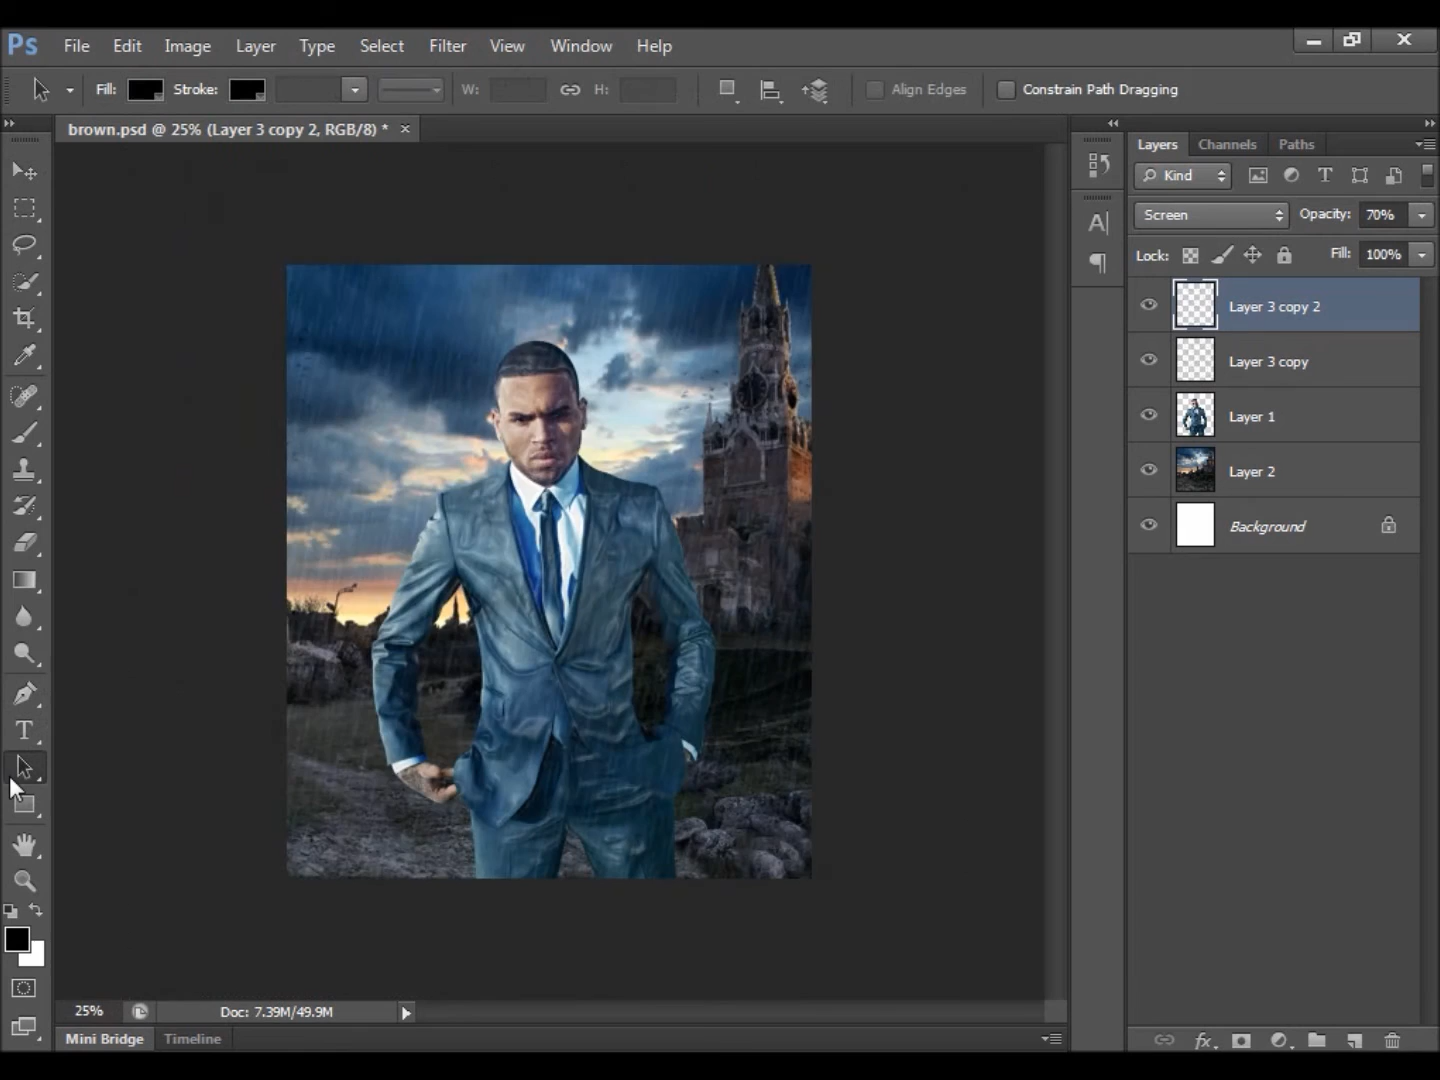 Ps File Edit Image Layer Type Select Filter View Window Help
Fill: Stroke: W: H: Align Edges Constrain Path Dragging
brown.psd @ 25% (Layer 3 copy 2, RGB/8) * ×
Layers Channels Paths
Kind
Screen Opacity: 70%
Lock: Fill: 100%
Layer 3 copy 2
Layer 3 copy
Layer 1
Layer 2
Background
25% Doc: 7.39M/49.9M
Mini Bridge Timeline